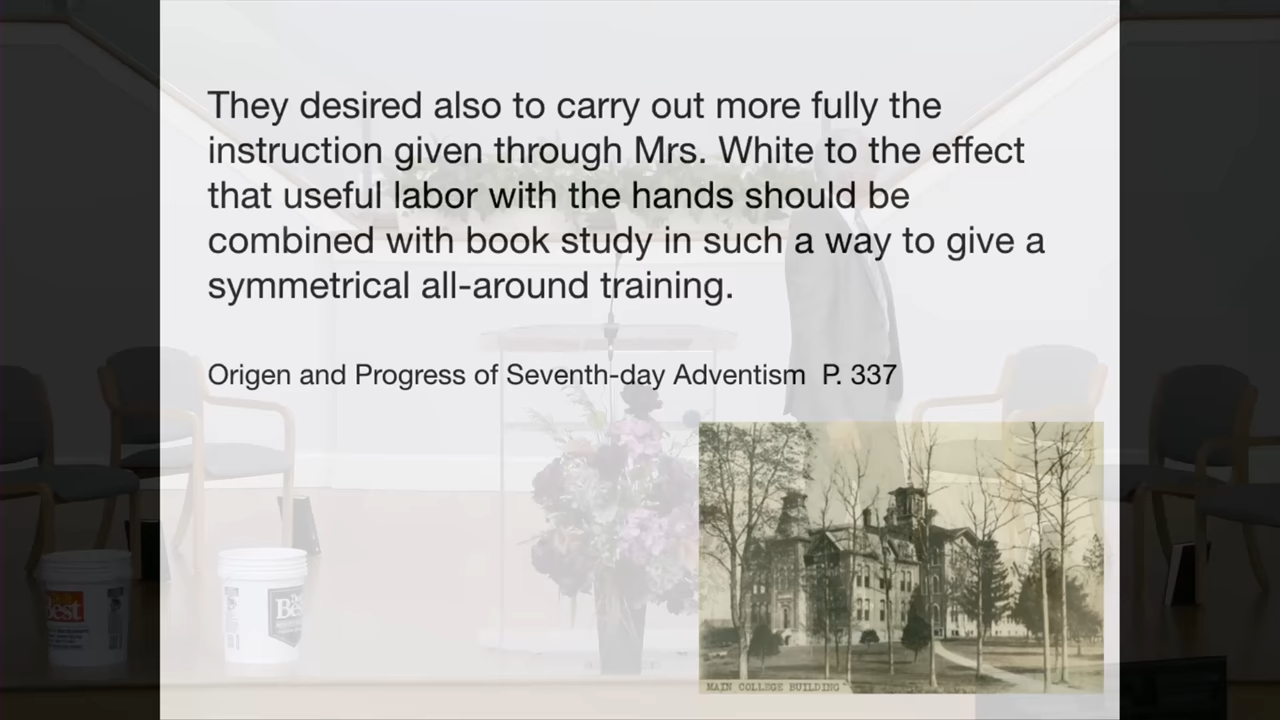 They desired also to carry out more fully the
instruction given through Mrs. White to the effect
that useful labor with the hands should be
combined with book study in such a way to give a
symmetrical all-around training.
Origen and Progress of Seventh-day Adventism P. 337
Best
Best
MAIN COLLEGE BUILDING